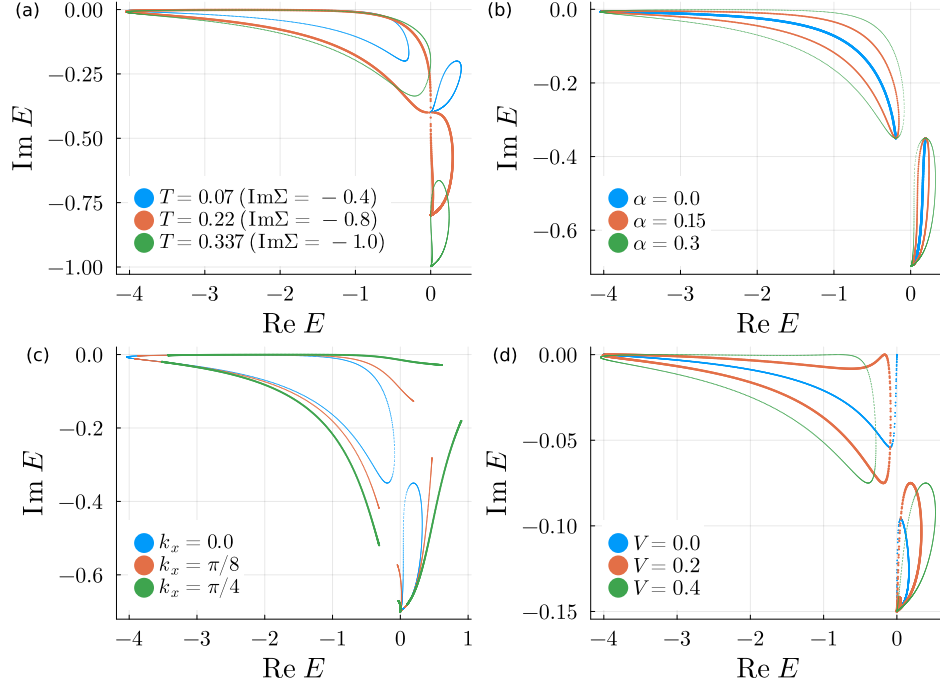 (a)
0.00
−0.25
−0.50
−0.75
−1.00
Im E
T = 0.07 (ImΣ = −0.4)
T = 0.22 (ImΣ = −0.8)
T = 0.337 (ImΣ = −1.0)
−4 −3 −2 −1 0
Re E
(b)
0.0
−0.2
−0.4
−0.6
Im E
α = 0.0
α = 0.15
α = 0.3
−4 −3 −2 −1 0
Re E
(c)
0.0
−0.2
−0.4
−0.6
Im E
k_x = 0.0
k_x = π/8
k_x = π/4
−4 −3 −2 −1 0 1
Re E
(d)
0.00
−0.05
−0.10
−0.15
Im E
V = 0.0
V = 0.2
V = 0.4
−4 −3 −2 −1 0
Re E